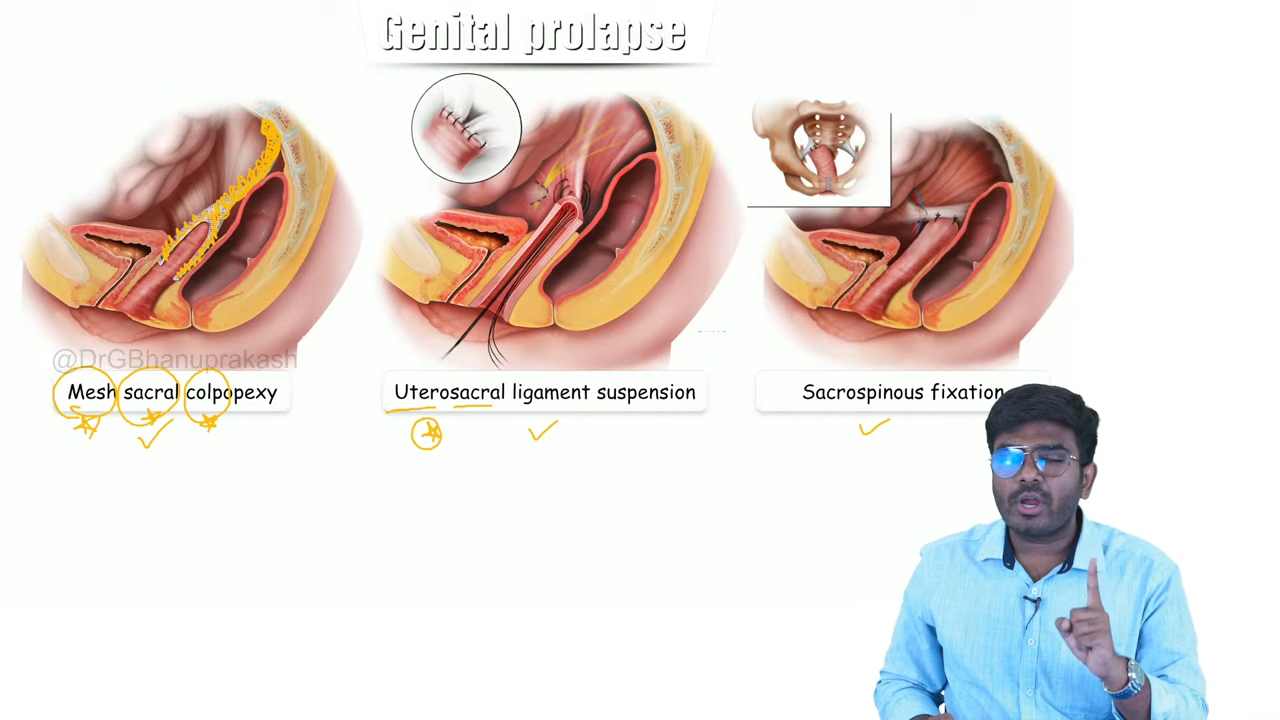 Genital prolapse
@DrGBhanuprakash
Mesh sacral colpopexy
Uterosacral ligament suspension
Sacrospinous fixation